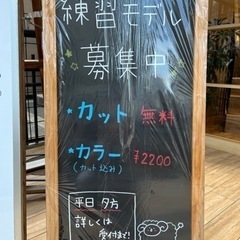 練習モデル
募集中
*カット 無料
*カラー ¥2200
(カット込み)
平日 夕方
詳しくは
受付まで!